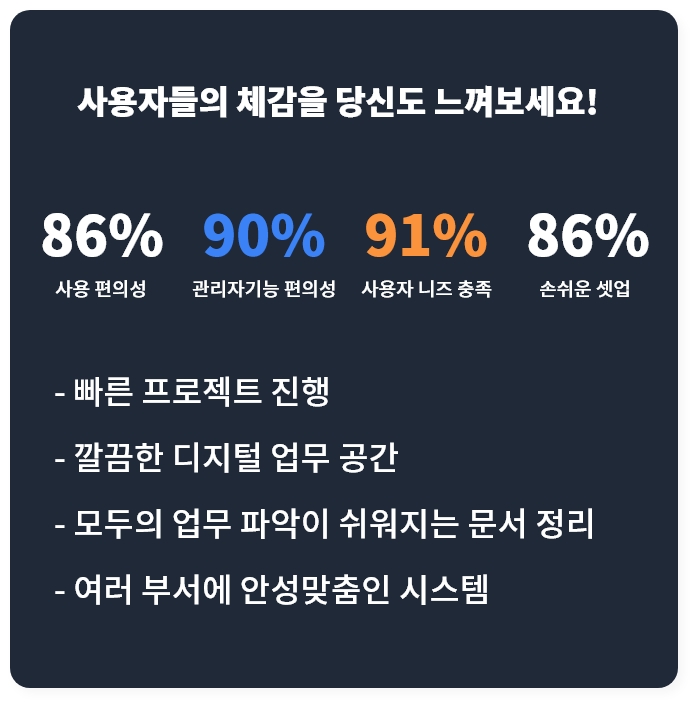 사용자들의 체감을 당신도 느껴보세요!
86% 90% 91% 86%
사용 편의성 관리자기능 편의성 사용자 니즈 충족 손쉬운 셋업
- 빠른 프로젝트 진행
- 깔끔한 디지털 업무 공간
- 모두의 업무 파악이 쉬워지는 문서 정리
- 여러 부서에 안성맞춤인 시스템